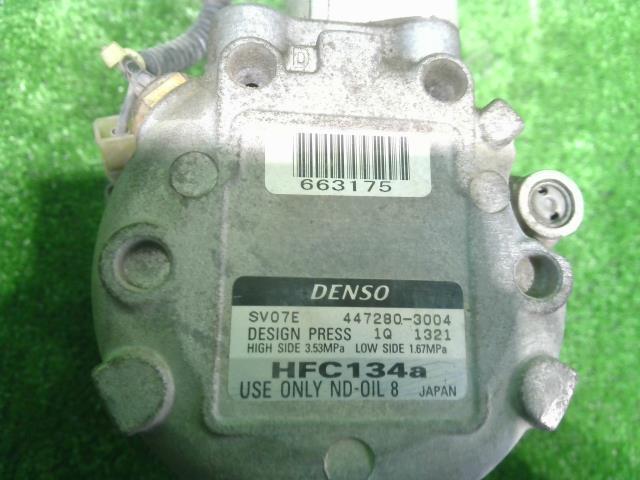 663175
DENSO
SV07E 447280-3004
DESIGN PRESS 1Q 1321
HIGH SIDE 3.53MPa LOW SIDE 1.67MPa
HFC134a
USE ONLY ND-OIL 8 JAPAN